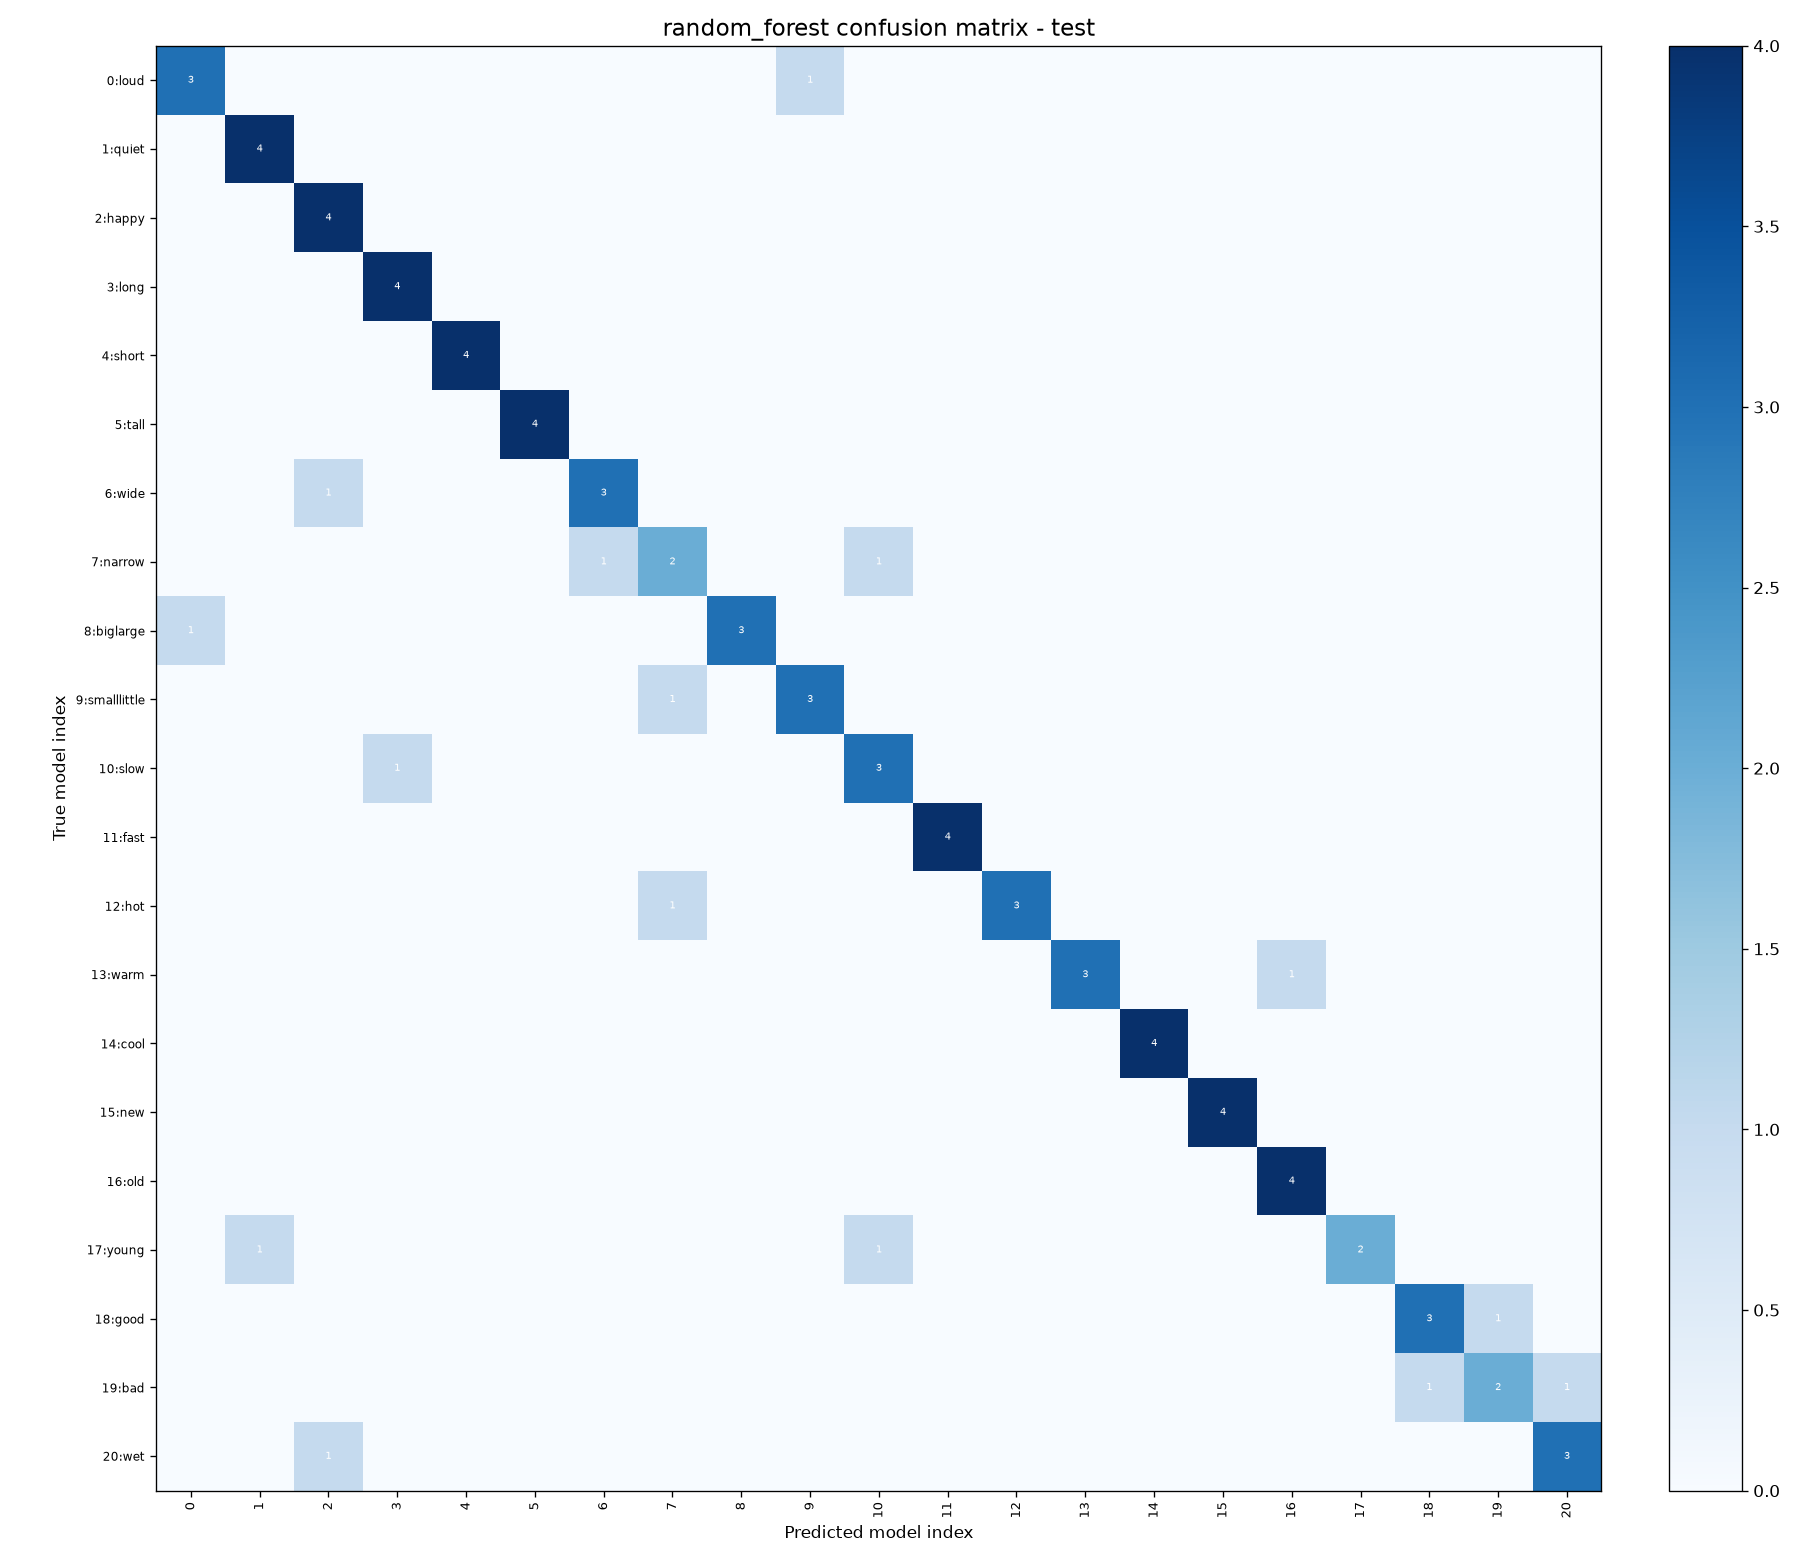 random_forest confusion matrix - test
0:loud 3 1
1:quiet 4
2:happy 4
3:long 4
4:short 4
5:tall 4
6:wide 1 3
7:narrow 1 2 1
8:biglarge 1 3
9:smalllittle 1 3
10:slow 1 3
11:fast 4
12:hot 1 3
13:warm 3 1
14:cool 4
15:new 4
16:old 4
17:young 1 1 2
18:good 3 1
19:bad 1 2 1
20:wet 1 3
0 1 2 3 4 5 6 7 8 9 10 11 12 13 14 15 16 17 18 19 20
Predicted model index
True model index
4.0
3.5
3.0
2.5
2.0
1.5
1.0
0.5
0.0